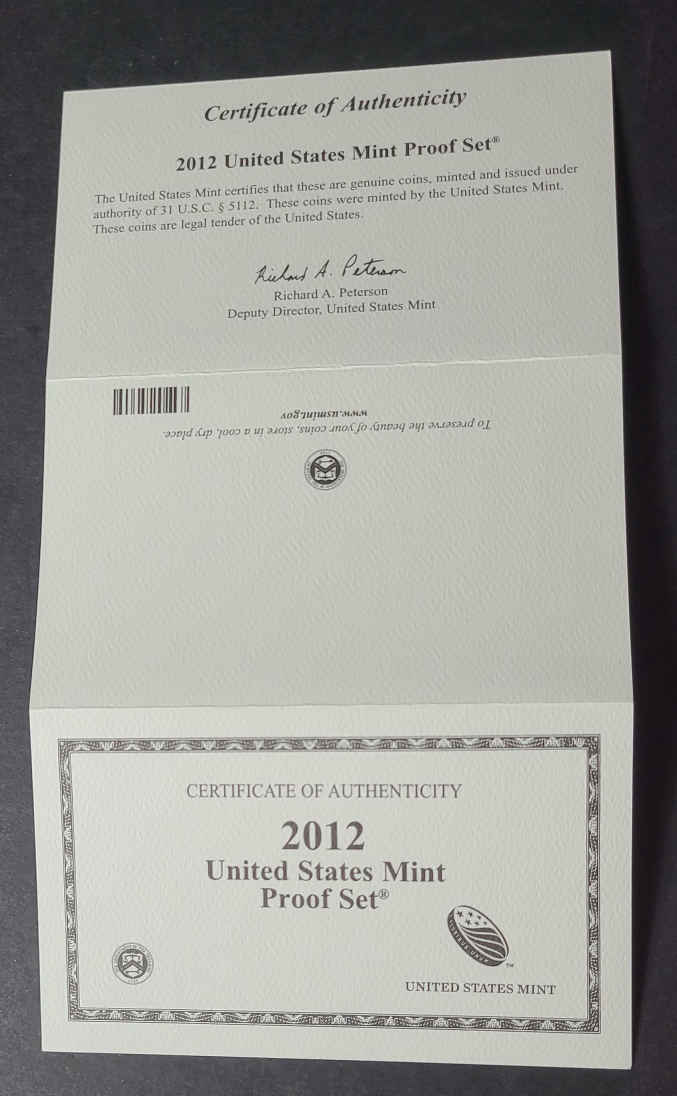 Certificate of Authenticity
2012 United States Mint Proof Set®
The United States Mint certifies that these are genuine coins, minted and issued under
authority of 31 U.S.C. § 5112. These coins were minted by the United States Mint.
These coins are legal tender of the United States.
Richard A. Peterson
Richard A. Peterson
Deputy Director, United States Mint
To preserve the beauty of your coins, store in a cool, dry place.
www.usmint.gov
CERTIFICATE OF AUTHENTICITY
2012
United States Mint
Proof Set®
™
UNITED STATES MINT